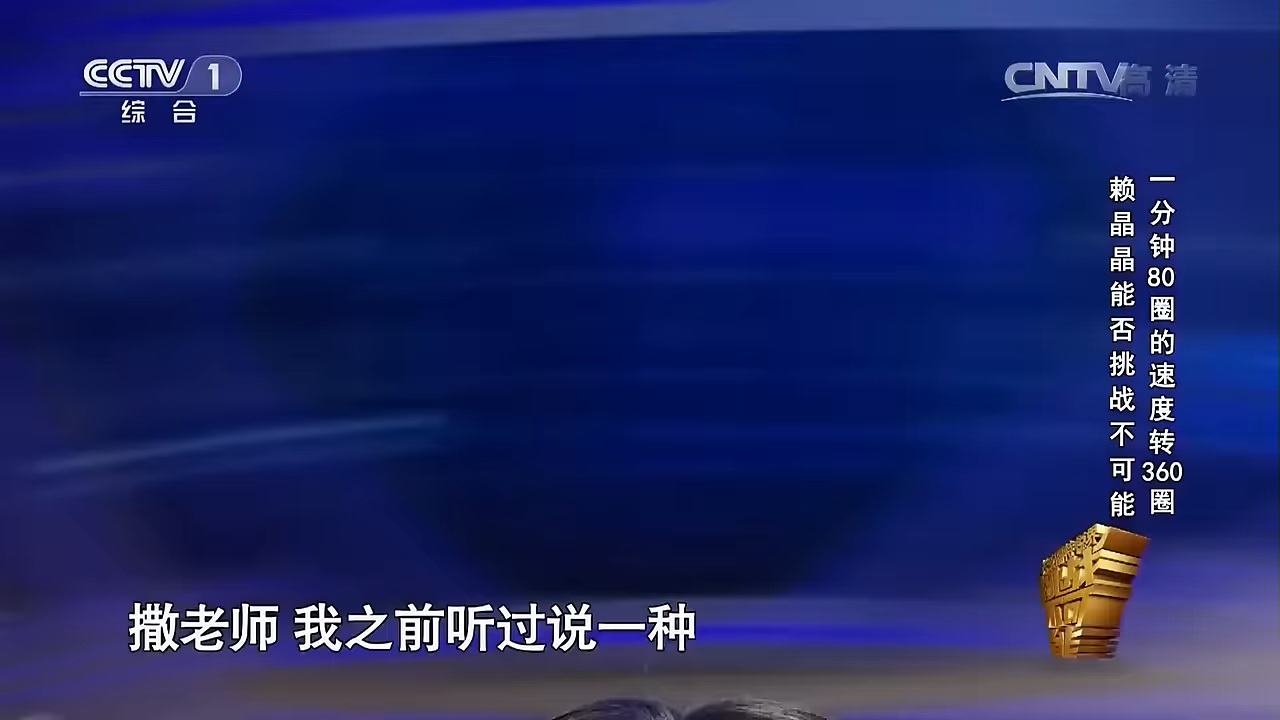 CCTV 1
综合
CNTV高清
一分钟80圈的速度转360圈
赖晶晶能否挑战不可能
撒老师 我之前听过说一种